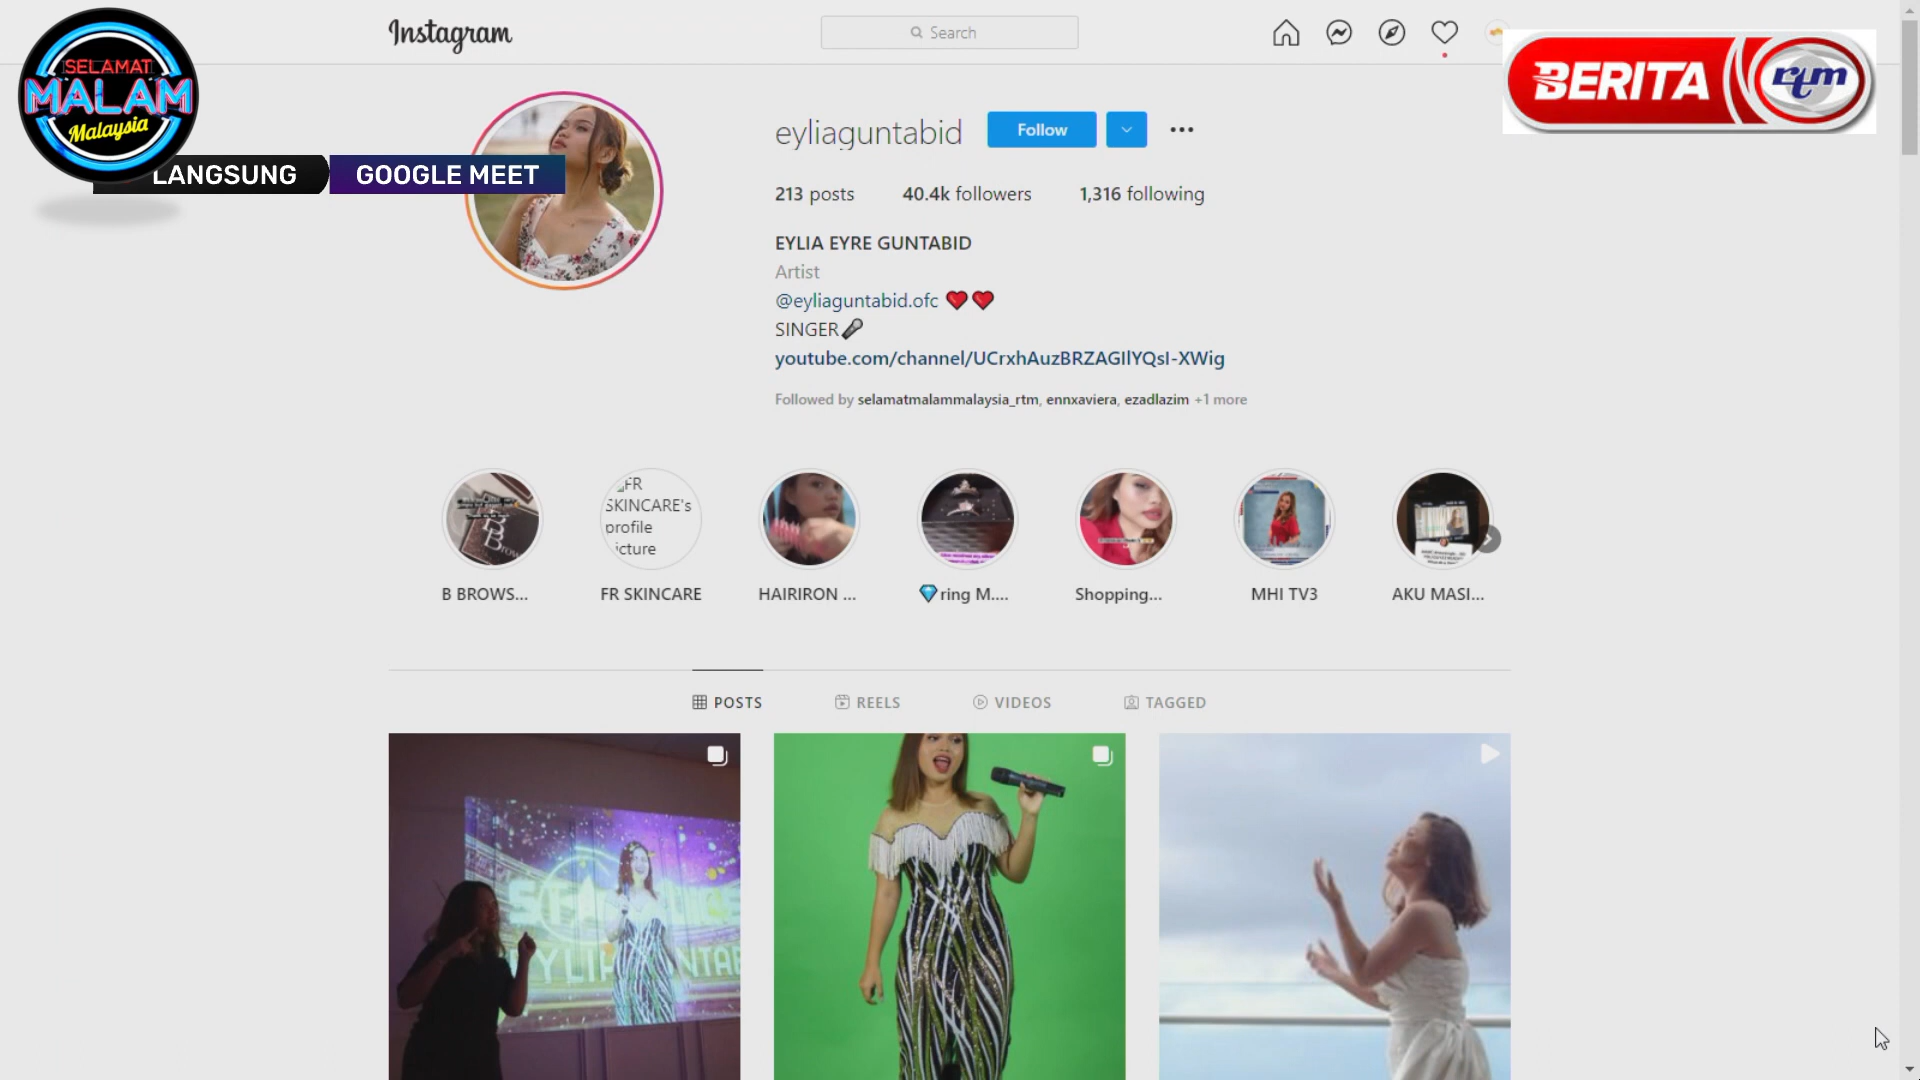 Instagram
Search
SELAMAT
MALAM
Malaysia
BERITA
rtm
LANGSUNG
GOOGLE MEET
eyliaguntabid
Follow
213 posts
40.4k followers
1,316 following
EYLIA EYRE GUNTABID
Artist
@eyliaguntabid.ofc
SINGER
youtube.com/channel/UCrxhAuzBRZAGIlYQsI-XWig
Followed by selamatmalammalaysia_rtm, ennxaviera, ezadlazim +1 more
FR
SKINCARE's
profile
icture
B BROWS...
FR SKINCARE
HAIRIRON ...
ring M....
Shopping...
MHI TV3
AKU MASI...
POSTS
REELS
VIDEOS
TAGGED